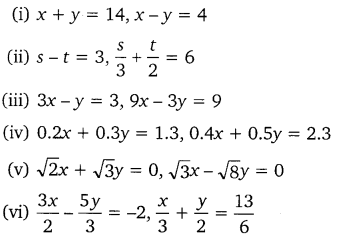 (i) x + y = 14, x – y = 4
(ii) s – t = 3, s/3 + t/2 = 6
(iii) 3x – y = 3, 9x – 3y = 9
(iv) 0.2x + 0.3y = 1.3, 0.4x + 0.5y = 2.3
(v) √2x + √3y = 0, √3x – √8y = 0
(vi) 3x/2 – 5y/3 = –2, x/3 + y/2 = 13/6